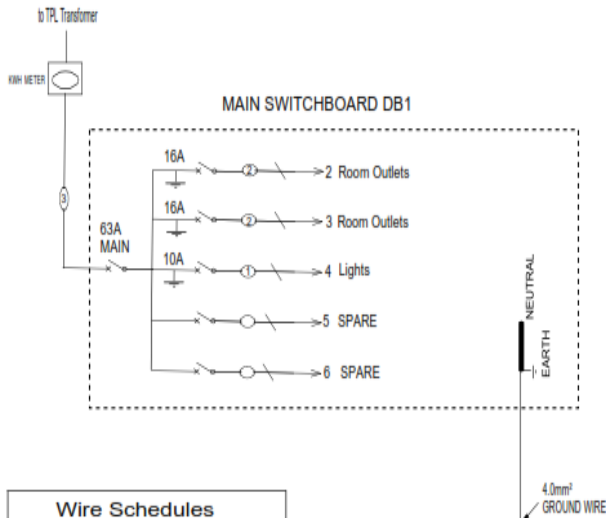 to TPL Transformer
KWH METER
MAIN SWITCHBOARD DB1
16A
2
2 Room Outlets
16A
2
3 Room Outlets
3
63A
MAIN
10A
1
4 Lights
5 SPARE
6 SPARE
NEUTRAL
EARTH
4.0mm²
GROUND WIRE
Wire Schedules